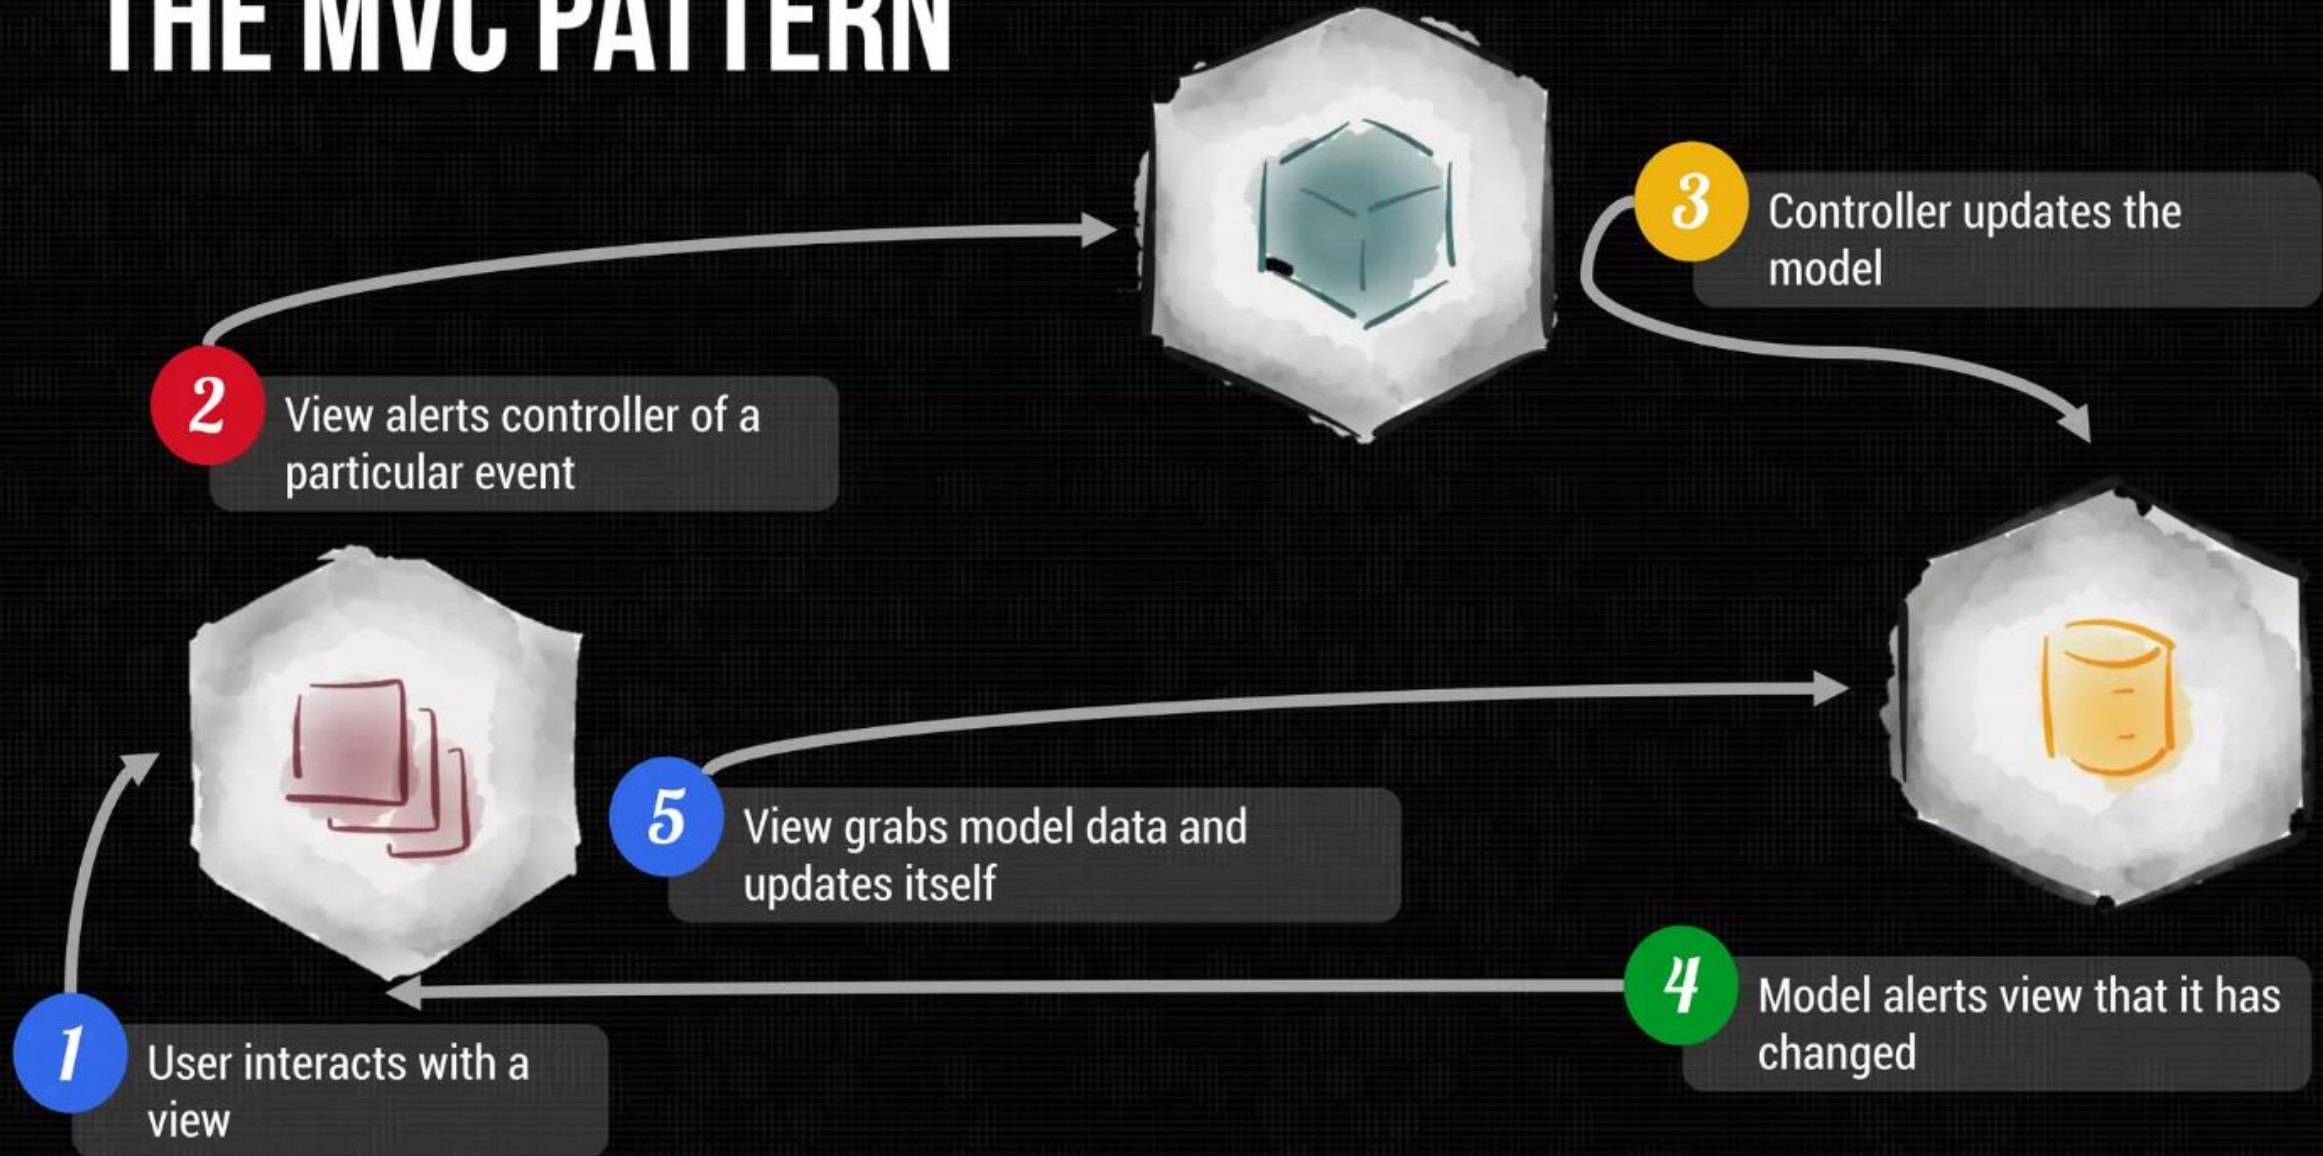 THE MVC PATTERN
1
User interacts with a
view
2
View alerts controller of a
particular event
3
Controller updates the
model
4
Model alerts view that it has
changed
5
View grabs model data and
updates itself